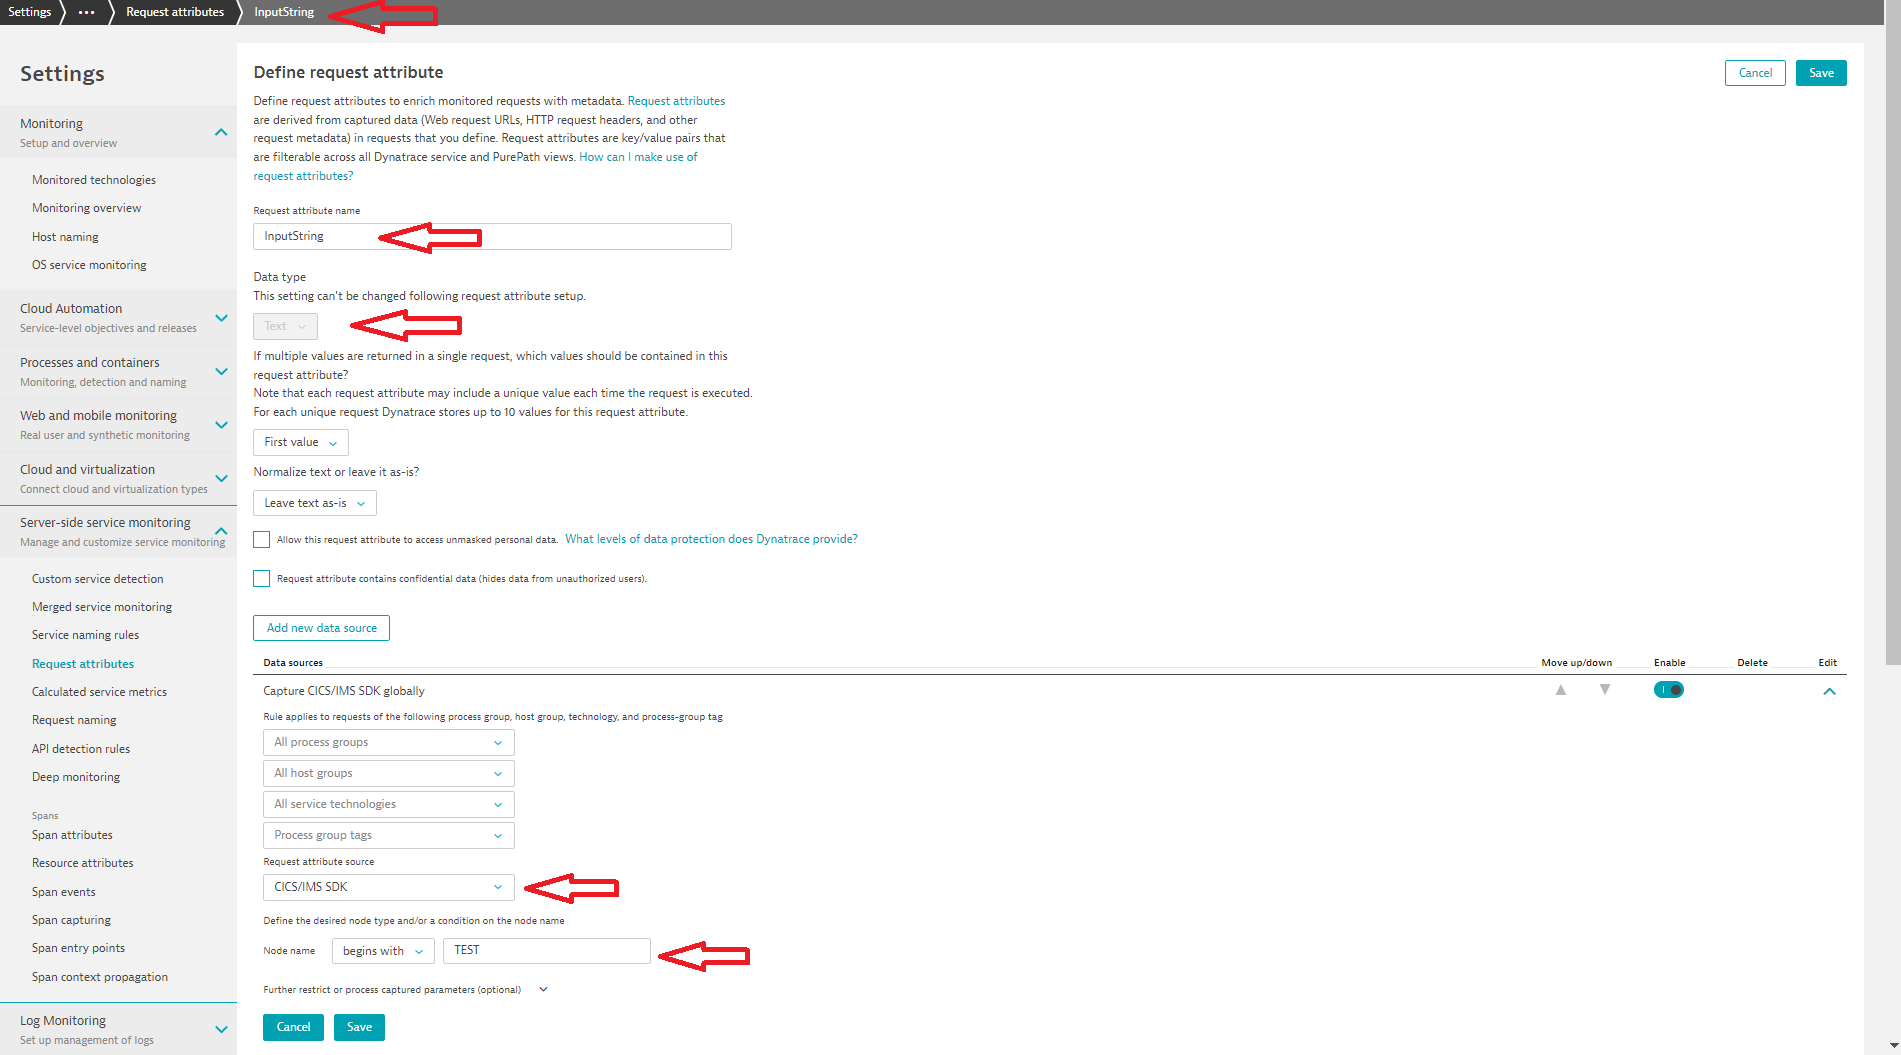 Settings
Request attributes
InputString
Settings
Monitoring
Setup and overview
Monitored technologies
Monitoring overview
Host naming
OS service monitoring
Cloud Automation
Service-level objectives and releases
Processes and containers
Monitoring, detection and naming
Web and mobile monitoring
Real user and synthetic monitoring
Cloud and virtualization
Connect cloud and virtualization types
Server-side service monitoring
Manage and customize service monitoring
Custom service detection
Merged service monitoring
Service naming rules
Request attributes
Calculated service metrics
Request naming
API detection rules
Deep monitoring
Spans
Span attributes
Resource attributes
Span events
Span capturing
Span entry points
Span context propagation
Log Monitoring
Set up management of logs
Define request attribute
Cancel
Save
Define request attributes to enrich monitored requests with metadata. Request attributes
are derived from captured data (Web request URLs, HTTP request headers, and other
request metadata) in requests that you define. Request attributes are key/value pairs that
are filterable across all Dynatrace service and PurePath views. How can I make use of
request attributes?
Request attribute name
InputString
Data type
This setting can't be changed following request attribute setup.
Text
If multiple values are returned in a single request, which values should be contained in this
request attribute?
Note that each request attribute may include a unique value each time the request is executed.
For each unique request Dynatrace stores up to 10 values for this request attribute.
First value
Normalize text or leave it as-is?
Leave text as-is
Allow this request attribute to access unmasked personal data. What levels of data protection does Dynatrace provide?
Request attribute contains confidential data (hides data from unauthorized users).
Add new data source
Data sources
Move up/down
Enable
Delete
Edit
Capture CICS/IMS SDK globally
Rule applies to requests of the following process group, host group, technology, and process-group tag
All process groups
All host groups
All service technologies
Process group tags
Request attribute source
CICS/IMS SDK
Define the desired node type and/or a condition on the node name
Node name
begins with
TEST
Further restrict or process captured parameters (optional)
Cancel
Save